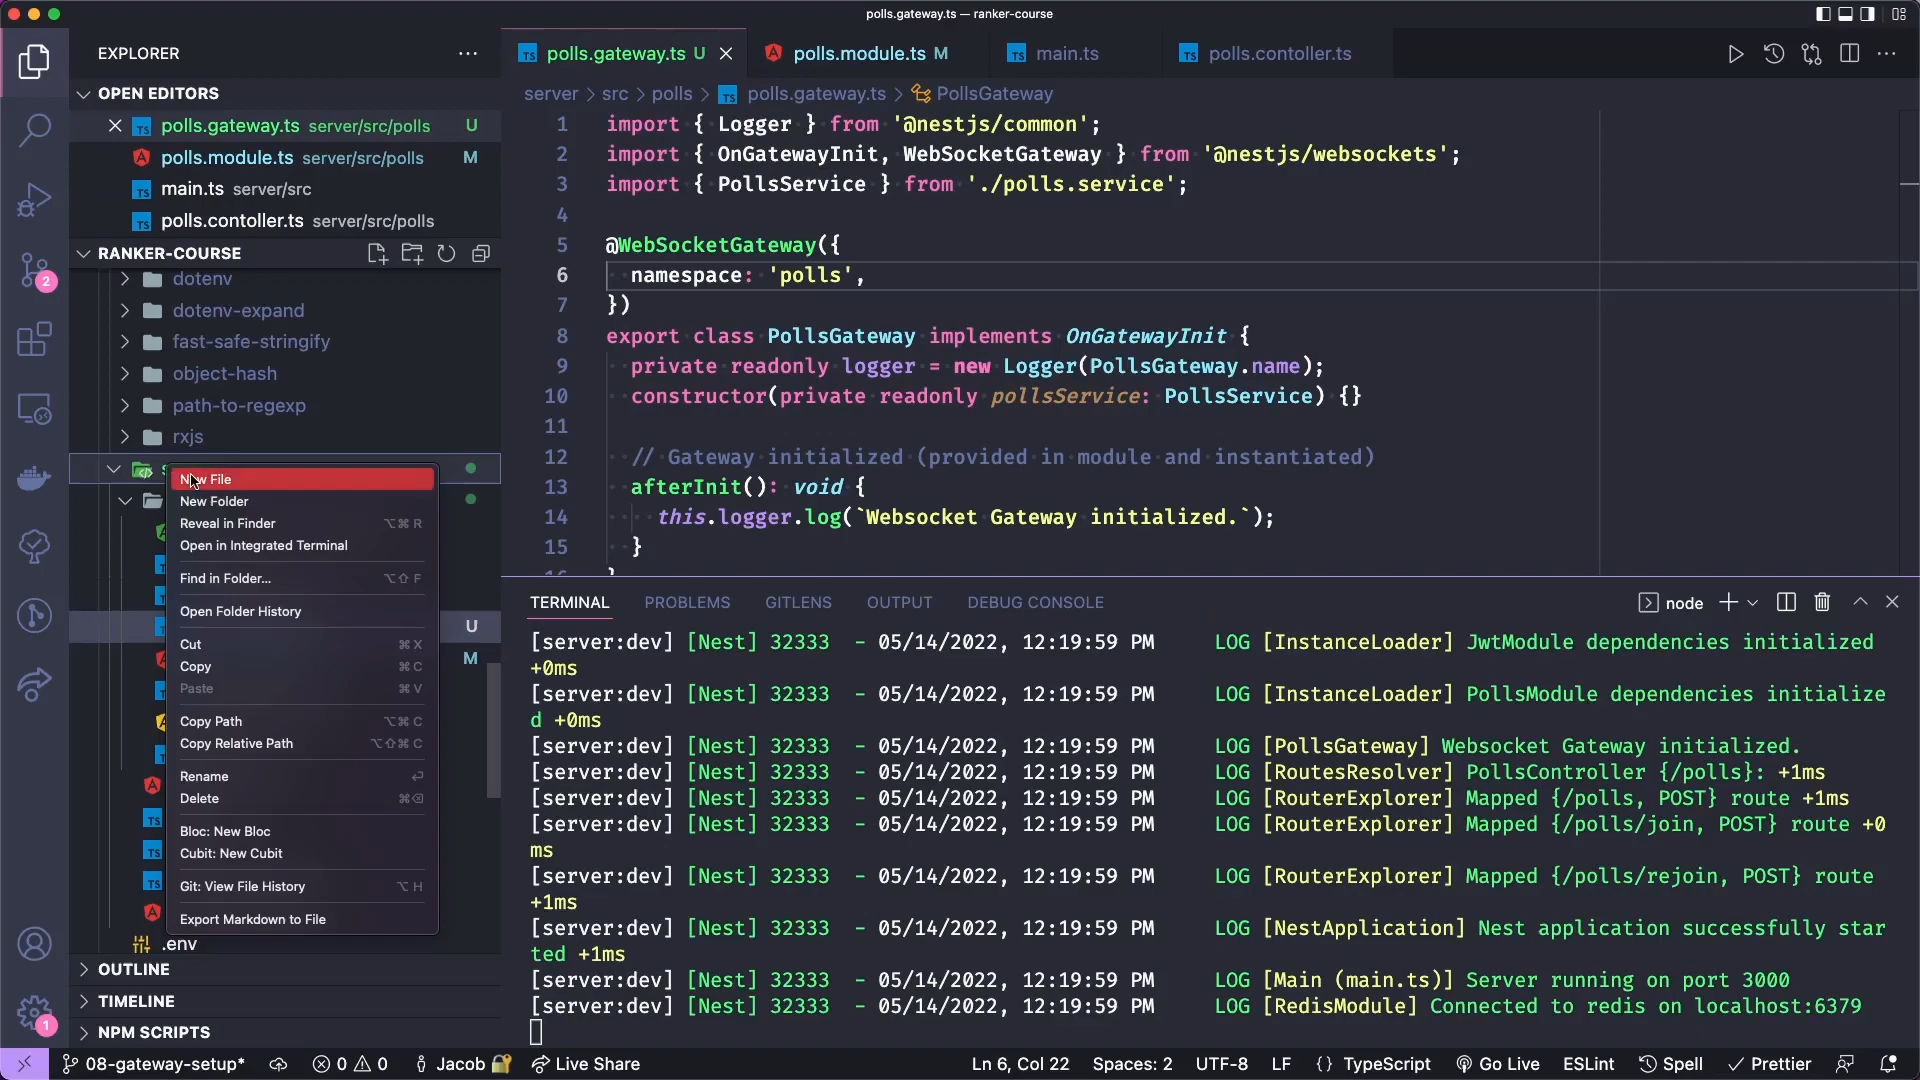 polls.gateway.ts — ranker-course
EXPLORER
OPEN EDITORS
polls.gateway.ts server/src/polls U
polls.module.ts server/src/polls M
main.ts server/src
polls.contoller.ts server/src/polls
RANKER-COURSE
dotenv
dotenv-expand
fast-safe-stringify
object-hash
path-to-regexp
rxjs
New File
New Folder
Reveal in Finder ⌥⌘R
Open in Integrated Terminal
Find in Folder... ⌥⇧F
Open Folder History
Cut ⌘X
Copy ⌘C
Paste ⌘V
Copy Path ⌥⌘C
Copy Relative Path ⌥⇧⌘C
Rename ⏎
Delete ⌘⌫
Bloc: New Bloc
Cubit: New Cubit
Git: View File History ⌥H
Export Markdown to File
U
M
.env
OUTLINE
TIMELINE
NPM SCRIPTS
2
1
polls.gateway.ts U
polls.module.ts M
main.ts
polls.contoller.ts
server > src > polls > polls.gateway.ts > PollsGateway
1 import { Logger } from '@nestjs/common';
2 import { OnGatewayInit, WebSocketGateway } from '@nestjs/websockets';
3 import { PollsService } from './polls.service';
4
5 @WebSocketGateway({
6 namespace: 'polls',
7 })
8 export class PollsGateway implements OnGatewayInit {
9 private readonly logger = new Logger(PollsGateway.name);
10 constructor(private readonly pollsService: PollsService) {}
11
12 // Gateway initialized (provided in module and instantiated)
13 afterInit(): void {
14 this.logger.log(`Websocket Gateway initialized.`);
15 }
TERMINAL PROBLEMS GITLENS OUTPUT DEBUG CONSOLE
node
[server:dev] [Nest] 32333 - 05/14/2022, 12:19:59 PM LOG [InstanceLoader] JwtModule dependencies initialized
+0ms
[server:dev] [Nest] 32333 - 05/14/2022, 12:19:59 PM LOG [InstanceLoader] PollsModule dependencies initialize
d +0ms
[server:dev] [Nest] 32333 - 05/14/2022, 12:19:59 PM LOG [PollsGateway] Websocket Gateway initialized.
[server:dev] [Nest] 32333 - 05/14/2022, 12:19:59 PM LOG [RoutesResolver] PollsController {/polls}: +1ms
[server:dev] [Nest] 32333 - 05/14/2022, 12:19:59 PM LOG [RouterExplorer] Mapped {/polls, POST} route +1ms
[server:dev] [Nest] 32333 - 05/14/2022, 12:19:59 PM LOG [RouterExplorer] Mapped {/polls/join, POST} route +0
ms
[server:dev] [Nest] 32333 - 05/14/2022, 12:19:59 PM LOG [RouterExplorer] Mapped {/polls/rejoin, POST} route
+1ms
[server:dev] [Nest] 32333 - 05/14/2022, 12:19:59 PM LOG [NestApplication] Nest application successfully star
ted +1ms
[server:dev] [Nest] 32333 - 05/14/2022, 12:19:59 PM LOG [Main (main.ts)] Server running on port 3000
[server:dev] [Nest] 32333 - 05/14/2022, 12:19:59 PM LOG [RedisModule] Connected to redis on localhost:6379
08-gateway-setup* 0 0 Jacob Live Share Ln 6, Col 22 Spaces: 2 UTF-8 LF {} TypeScript Go Live ESLint Spell Prettier